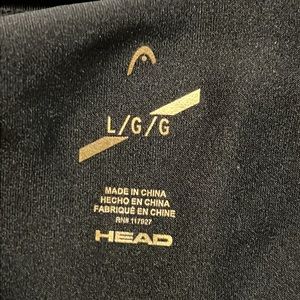 L/G/G
MADE IN CHINA
HECHO EN CHINA
FABRIQUÉ EN CHINE
RN# 117927
HEAD